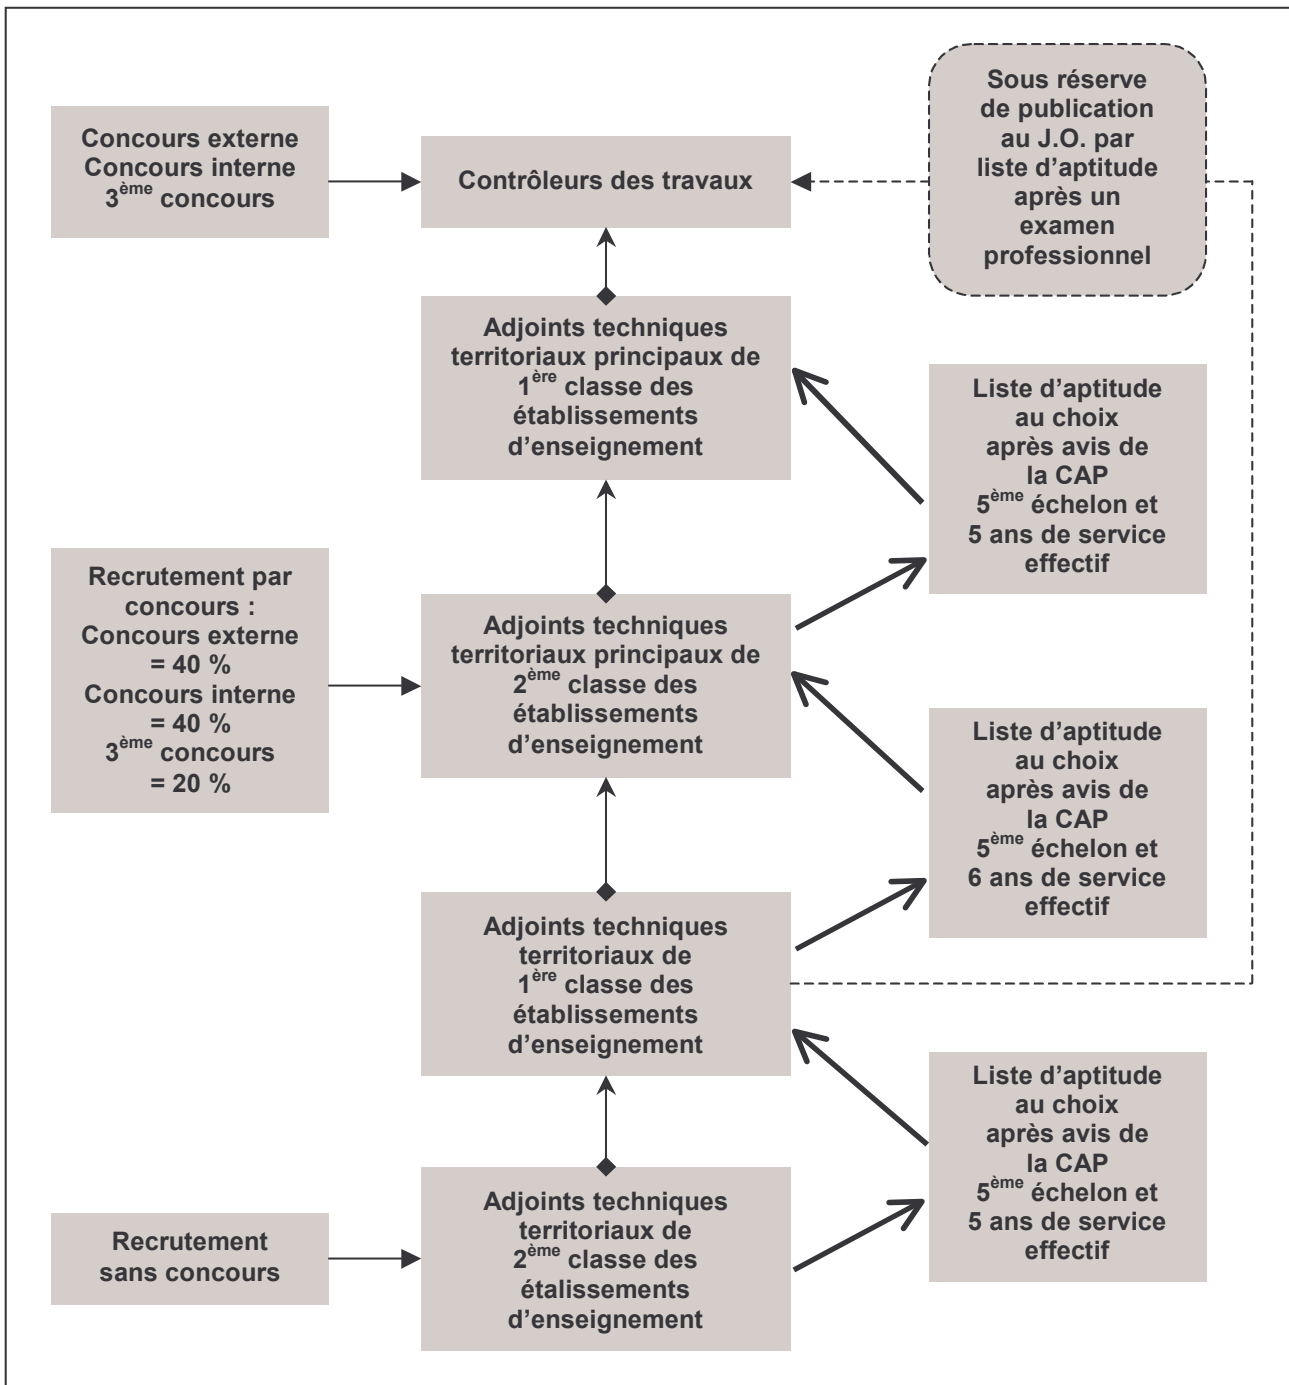 Concours externe
Concours interne
3ème concours
Contrôleurs des travaux
Sous réserve
de publication
au J.O. par
liste d’aptitude
après un
examen
professionnel
Adjoints techniques
territoriaux principaux de
1ère classe des
établissements
d’enseignement
Liste d’aptitude
au choix
après avis de
la CAP
5ème échelon et
5 ans de service
effectif
Recrutement par
concours :
Concours externe
= 40 %
Concours interne
= 40 %
3ème concours
= 20 %
Adjoints techniques
territoriaux principaux de
2ème classe des
établissements
d’enseignement
Liste d’aptitude
au choix
après avis de
la CAP
5ème échelon et
6 ans de service
effectif
Adjoints techniques
territoriaux de
1ère classe des
établissements
d’enseignement
Liste d’aptitude
au choix
après avis de
la CAP
5ème échelon et
5 ans de service
effectif
Recrutement
sans concours
Adjoints techniques
territoriaux de
2ème classe des
étalissements
d’enseignement